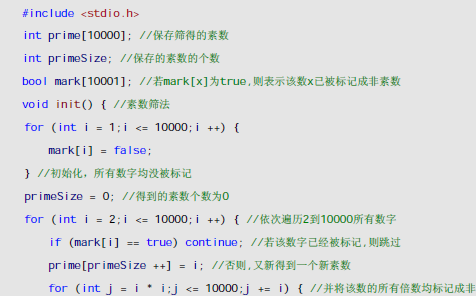 #include <stdio.h>
int prime[10000]; //保存筛得的素数
int primeSize; //保存的素数的个数
bool mark[10001]; //若mark[x]为true,则表示该数x已被标记成非素数
void init() { //素数筛法
for (int i = 1;i <= 10000;i ++) {
mark[i] = false;
} //初始化，所有数字均没被标记
primeSize = 0; //得到的素数个数为0
for (int i = 2;i <= 10000;i ++) { //依次遍历2到10000所有数字
if (mark[i] == true) continue; //若该数字已经被标记,则跳过
prime[primeSize ++] = i; //否则,又新得到一个新素数
for (int j = i * i;j <= 10000;j += i) { //并将该数的所有倍数均标记成非